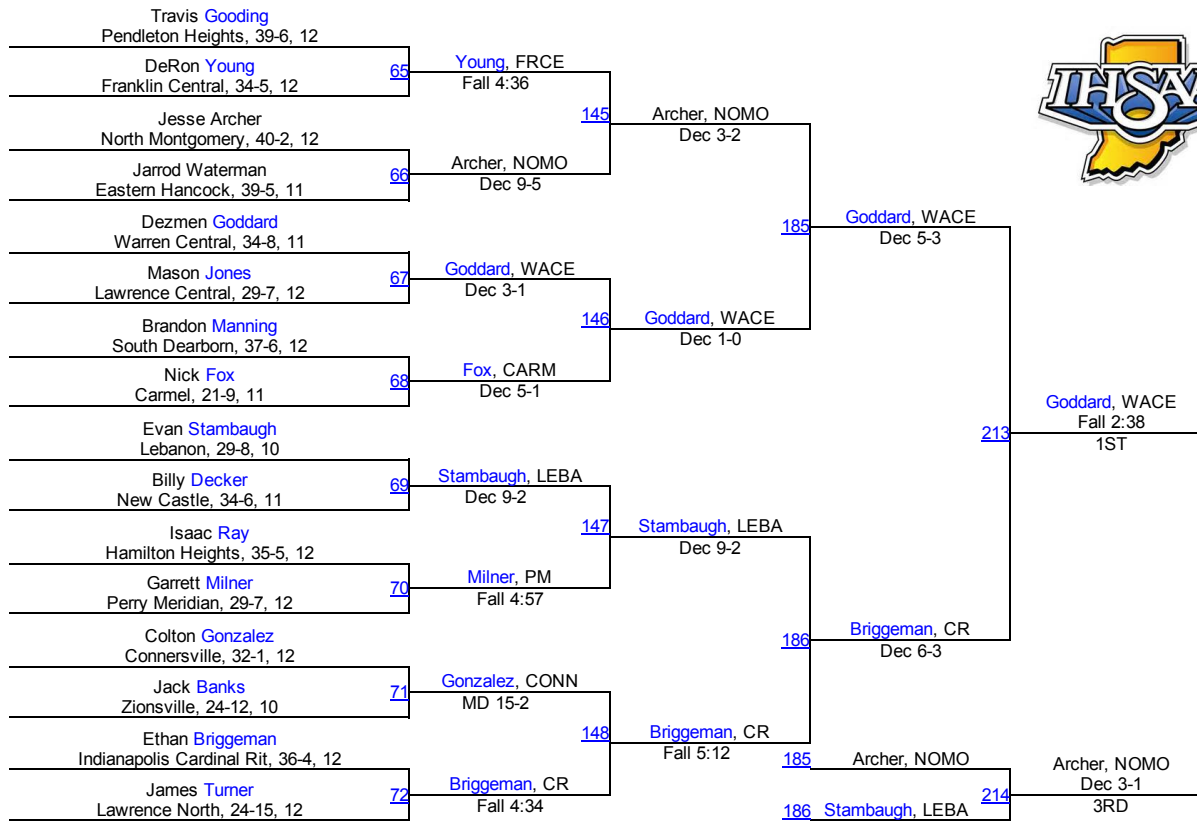 Travis Gooding
Pendleton Heights, 39-6, 12
DeRon Young
Franklin Central, 34-5, 12
Jesse Archer
North Montgomery, 40-2, 12
Jarrod Waterman
Eastern Hancock, 39-5, 11
Dezmen Goddard
Warren Central, 34-8, 11
Mason Jones
Lawrence Central, 29-7, 12
Brandon Manning
South Dearborn, 37-6, 12
Nick Fox
Carmel, 21-9, 11
Evan Stambaugh
Lebanon, 29-8, 10
Billy Decker
New Castle, 34-6, 11
Isaac Ray
Hamilton Heights, 35-5, 12
Garrett Milner
Perry Meridian, 29-7, 12
Colton Gonzalez
Connersville, 32-1, 12
Jack Banks
Zionsville, 24-12, 10
Ethan Briggeman
Indianapolis Cardinal Rit, 36-4, 12
James Turner
Lawrence North, 24-15, 12
65
Young, FRCE
Fall 4:36
66
Archer, NOMO
Dec 9-5
67
Goddard, WACE
Dec 3-1
68
Fox, CARM
Dec 5-1
69
Stambaugh, LEBA
Dec 9-2
70
Milner, PM
Fall 4:57
71
Gonzalez, CONN
MD 15-2
72
Briggeman, CR
Fall 4:34
145
Archer, NOMO
Dec 3-2
146
Goddard, WACE
Dec 1-0
147
Stambaugh, LEBA
Dec 9-2
148
Briggeman, CR
Fall 5:12
185
Goddard, WACE
Dec 5-3
186
Briggeman, CR
Dec 6-3
213
Goddard, WACE
Fall 2:38
1ST
185
Archer, NOMO
186
Stambaugh, LEBA
214
Archer, NOMO
Dec 3-1
3RD
IHSAA